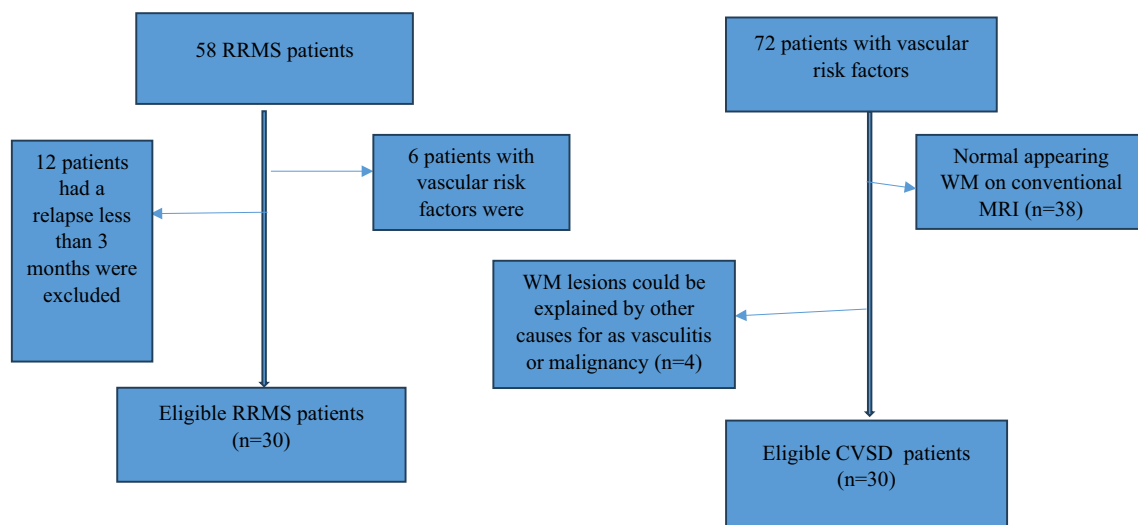 58 RRMS patients
12 patients
had a
relapse less
than 3
months were
excluded
6 patients with
vascular risk
factors were
Eligible RRMS patients
(n=30)
72 patients with vascular
risk factors
Normal appearing
WM on conventional
MRI (n=38)
WM lesions could be
explained by other
causes for as vasculitis
or malignancy (n=4)
Eligible CVSD patients
(n=30)